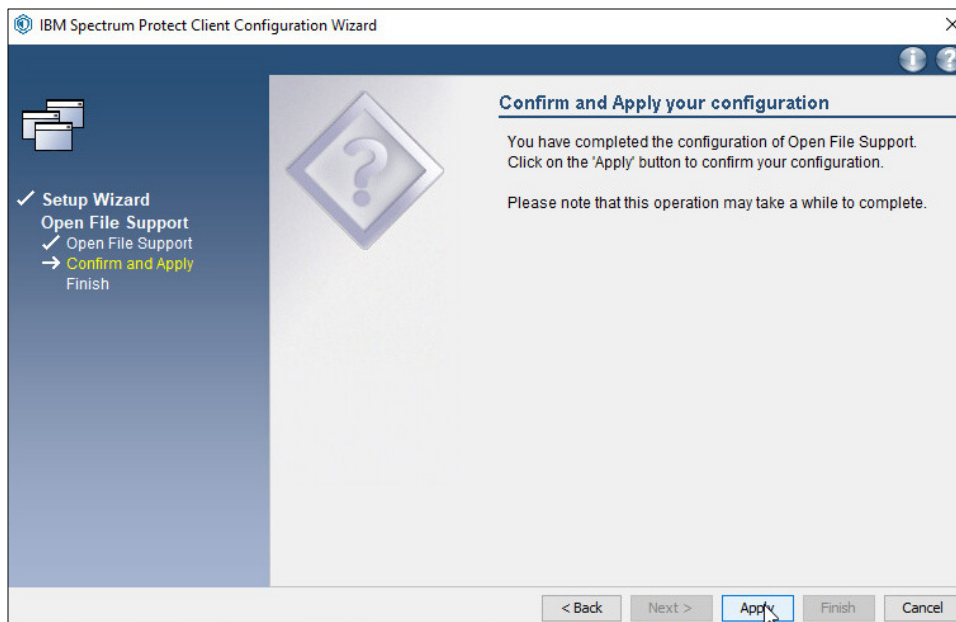 IBM Spectrum Protect Client Configuration Wizard
Setup Wizard
Open File Support
Open File Support
Confirm and Apply
Finish
Confirm and Apply your configuration
You have completed the configuration of Open File Support.
Click on the 'Apply' button to confirm your configuration.
Please note that this operation may take a while to complete.
< Back Next > Apply Finish Cancel